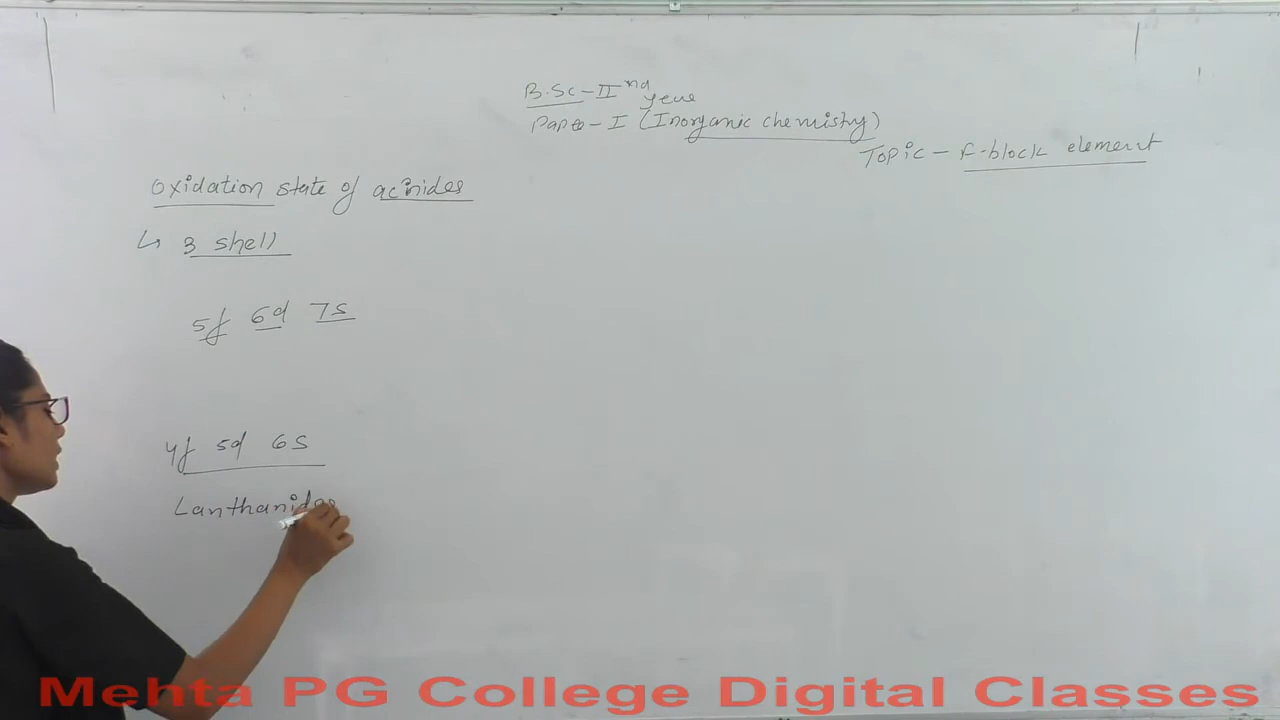 B.Sc-IInd year
Paper-I (Inorganic chemistry)
Topic - F-block element
Oxidation state of acinides
↳ 3 shell
5f 6d 7s
4f 5d 6s
Lanthanides
Mehta PG College Digital Classes